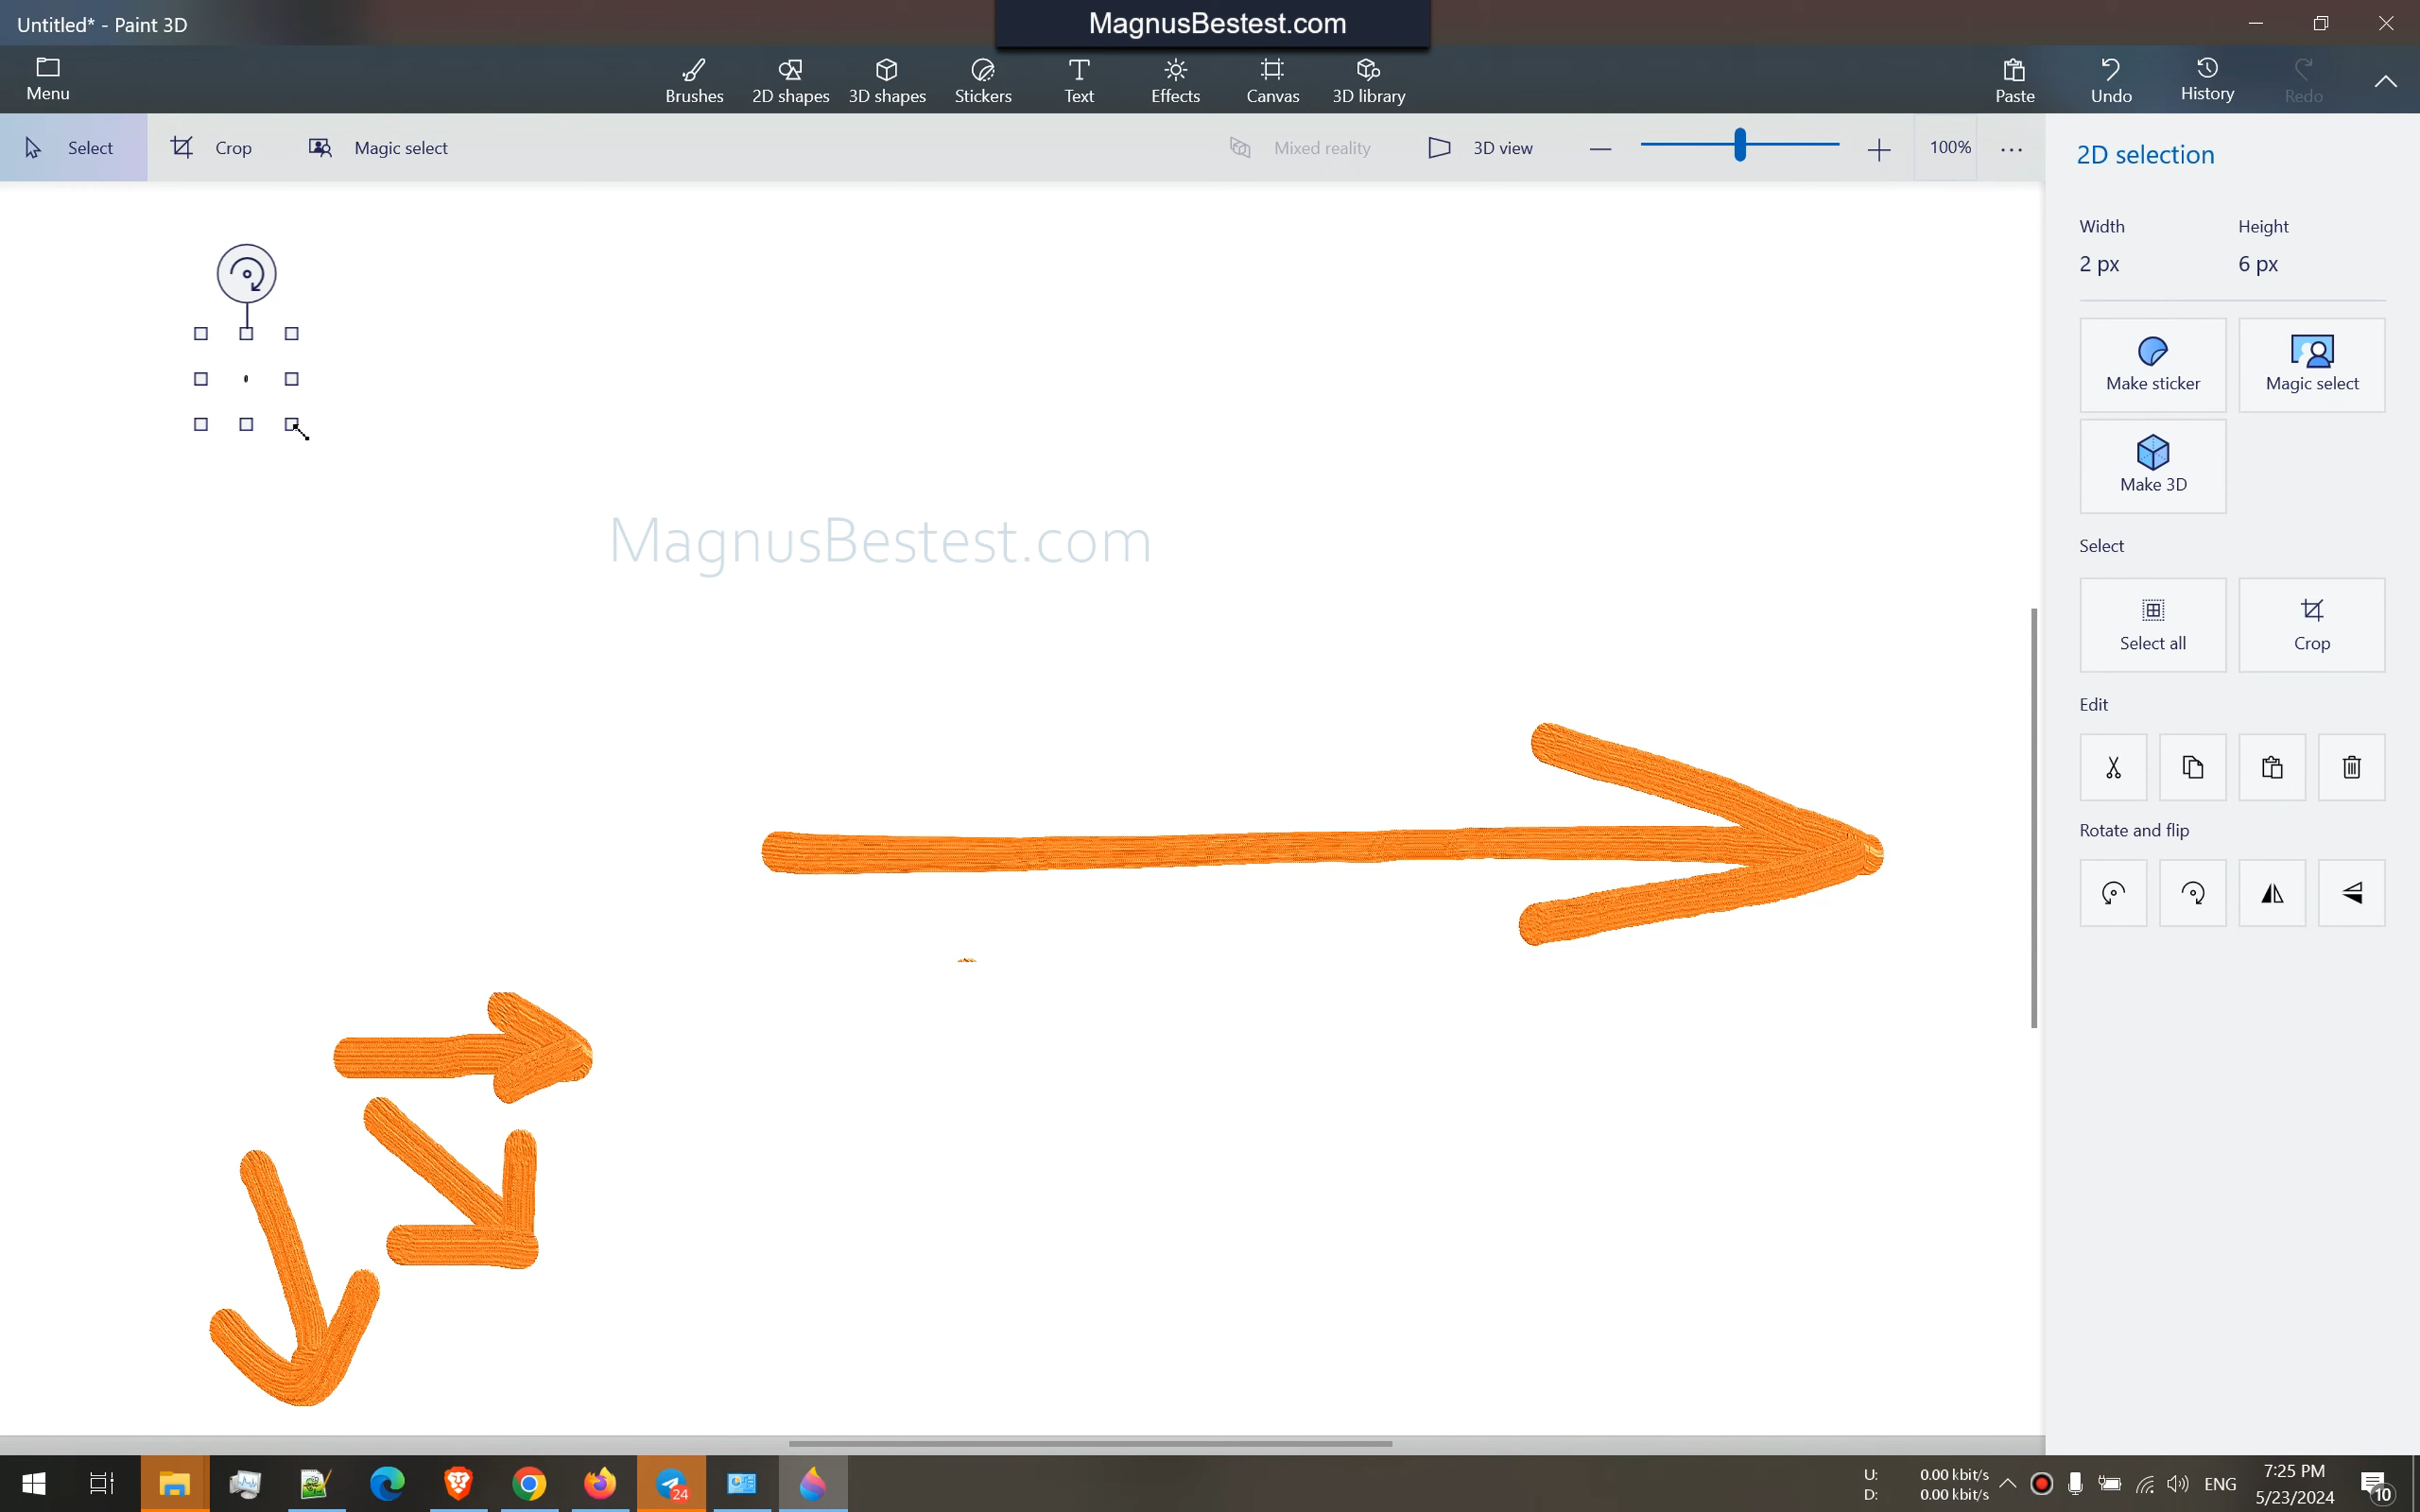 Untitled* - Paint 3D
MagnusBestest.com
Menu
Brushes
2D shapes
3D shapes
Stickers
Text
Effects
Canvas
3D library
Paste
Undo
History
Redo
Select
Crop
Magic select
Mixed reality
3D view
100%
2D selection
Width
Height
2 px
6 px
Make sticker
Magic select
Make 3D
MagnusBestest.com
Select
Select all
Crop
Edit
Rotate and flip
24
U: 0.00 kbit/s
D: 0.00 kbit/s
ENG
7:25 PM
5/23/2024
10